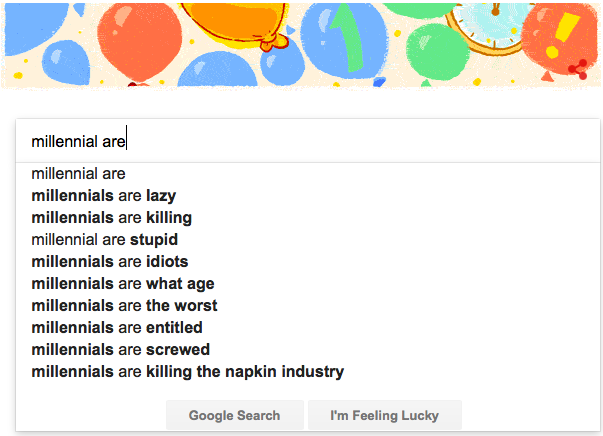 millennial are
millennial are
millennials are lazy
millennials are killing
millennial are stupid
millennials are idiots
millennials are what age
millennials are the worst
millennials are entitled
millennials are screwed
millennials are killing the napkin industry
Google Search
I'm Feeling Lucky